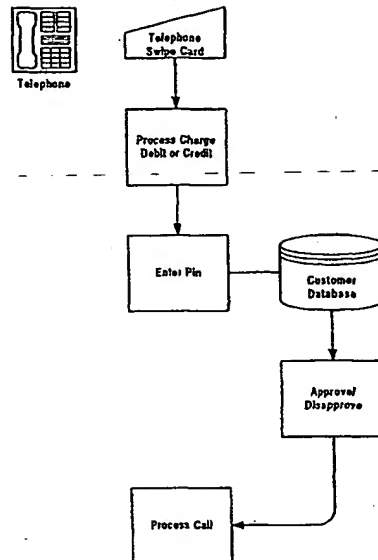 Telephone
Telephone
Swipe Card
Process Charge
Debit or Credit
Enter Pin
Customer
Database
Approve/
Disapprove
Process Call